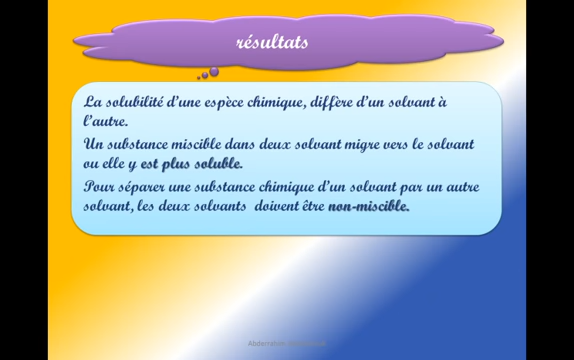 résultats
La solubilité d'une espèce chimique, diffère d'un solvant à
l'autre.
Un substance miscible dans deux solvant migre vers le solvant
ou elle y est plus soluble.
Pour séparer une substance chimique d'un solvant par un autre
solvant, les deux solvants doivent être non-miscible.